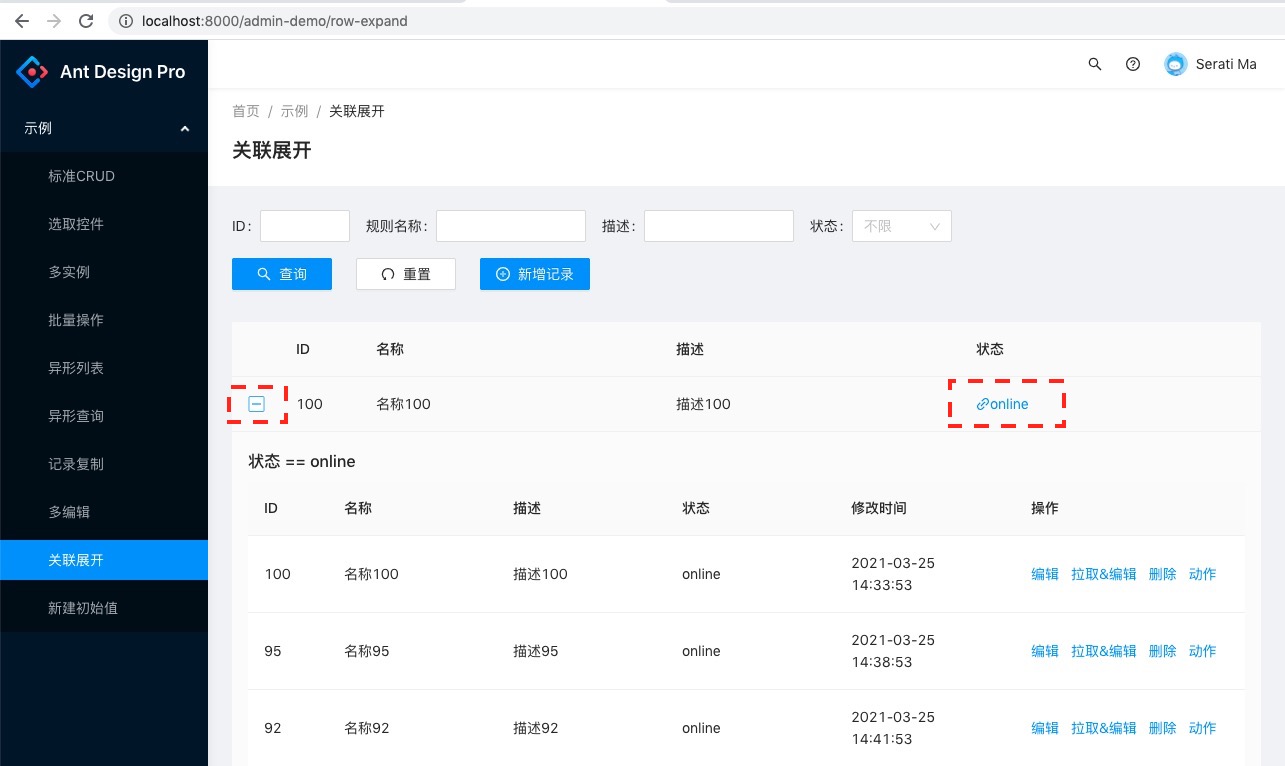 localhost:8000/admin-demo/row-expand
Ant Design Pro
Serati Ma
示例
标准CRUD
选取控件
多实例
批量操作
异形列表
异形查询
记录复制
多编辑
关联展开
新建初始值
首页 / 示例 / 关联展开
关联展开
ID: 规则名称: 描述: 状态: 不限
查询 重置 新增记录
ID 名称 描述 状态
100 名称100 描述100 online
状态 == online
ID 名称 描述 状态 修改时间 操作
100 名称100 描述100 online 2021-03-25 14:33:53 编辑 拉取&编辑 删除 动作
95 名称95 描述95 online 2021-03-25 14:38:53 编辑 拉取&编辑 删除 动作
92 名称92 描述92 online 2021-03-25 14:41:53 编辑 拉取&编辑 删除 动作